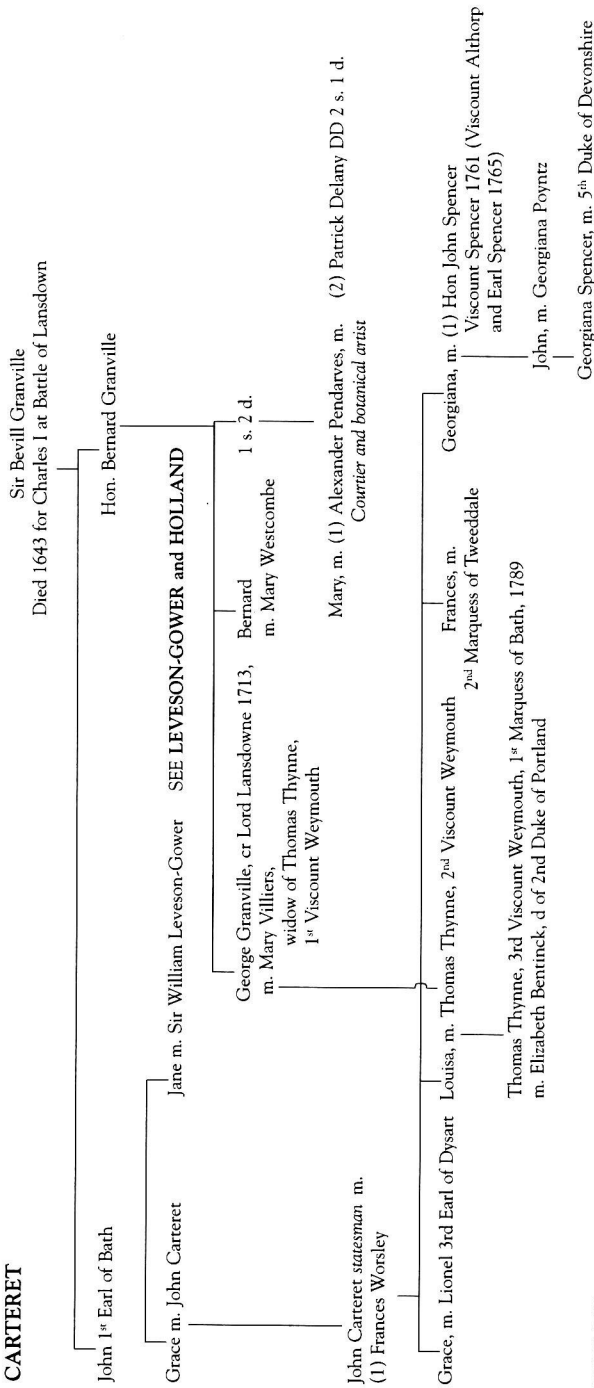 CARTERET
Sir Bevill Granville
Died 1643 for Charles I at Battle of Lansdown
John 1st Earl of Bath
Hon. Bernard Granville
Grace m. John Carteret
Jane m. Sir William Leveson-Gower
SEE LEVESON-GOWER and HOLLAND
George Granville, cr Lord Lansdowne 1713,
m. Mary Villiers,
widow of Thomas Thynne,
1st Viscount Weymouth
Bernard
m. Mary Westcombe
1 s. 2 d.
Mary, m. (1) Alexander Pendarves, m. (2) Patrick Delany DD 2 s. 1 d.
Courtier and botanical artist
John Carteret statesman m.
(1) Frances Worsley
Grace, m. Lionel 3rd Earl of Dysart
Louisa, m. Thomas Thynne, 2nd Viscount Weymouth
Frances, m.
2nd Marquess of Tweeddale
Georgiana, m. (1) Hon John Spencer
Viscount Spencer 1761 (Viscount Althorp
and Earl Spencer 1765)
Thomas Thynne, 3rd Viscount Weymouth, 1st Marquess of Bath, 1789
m. Elizabeth Bentinck, d of 2nd Duke of Portland
John, m. Georgiana Poyntz
Georgiana Spencer, m. 5th Duke of Devonshire